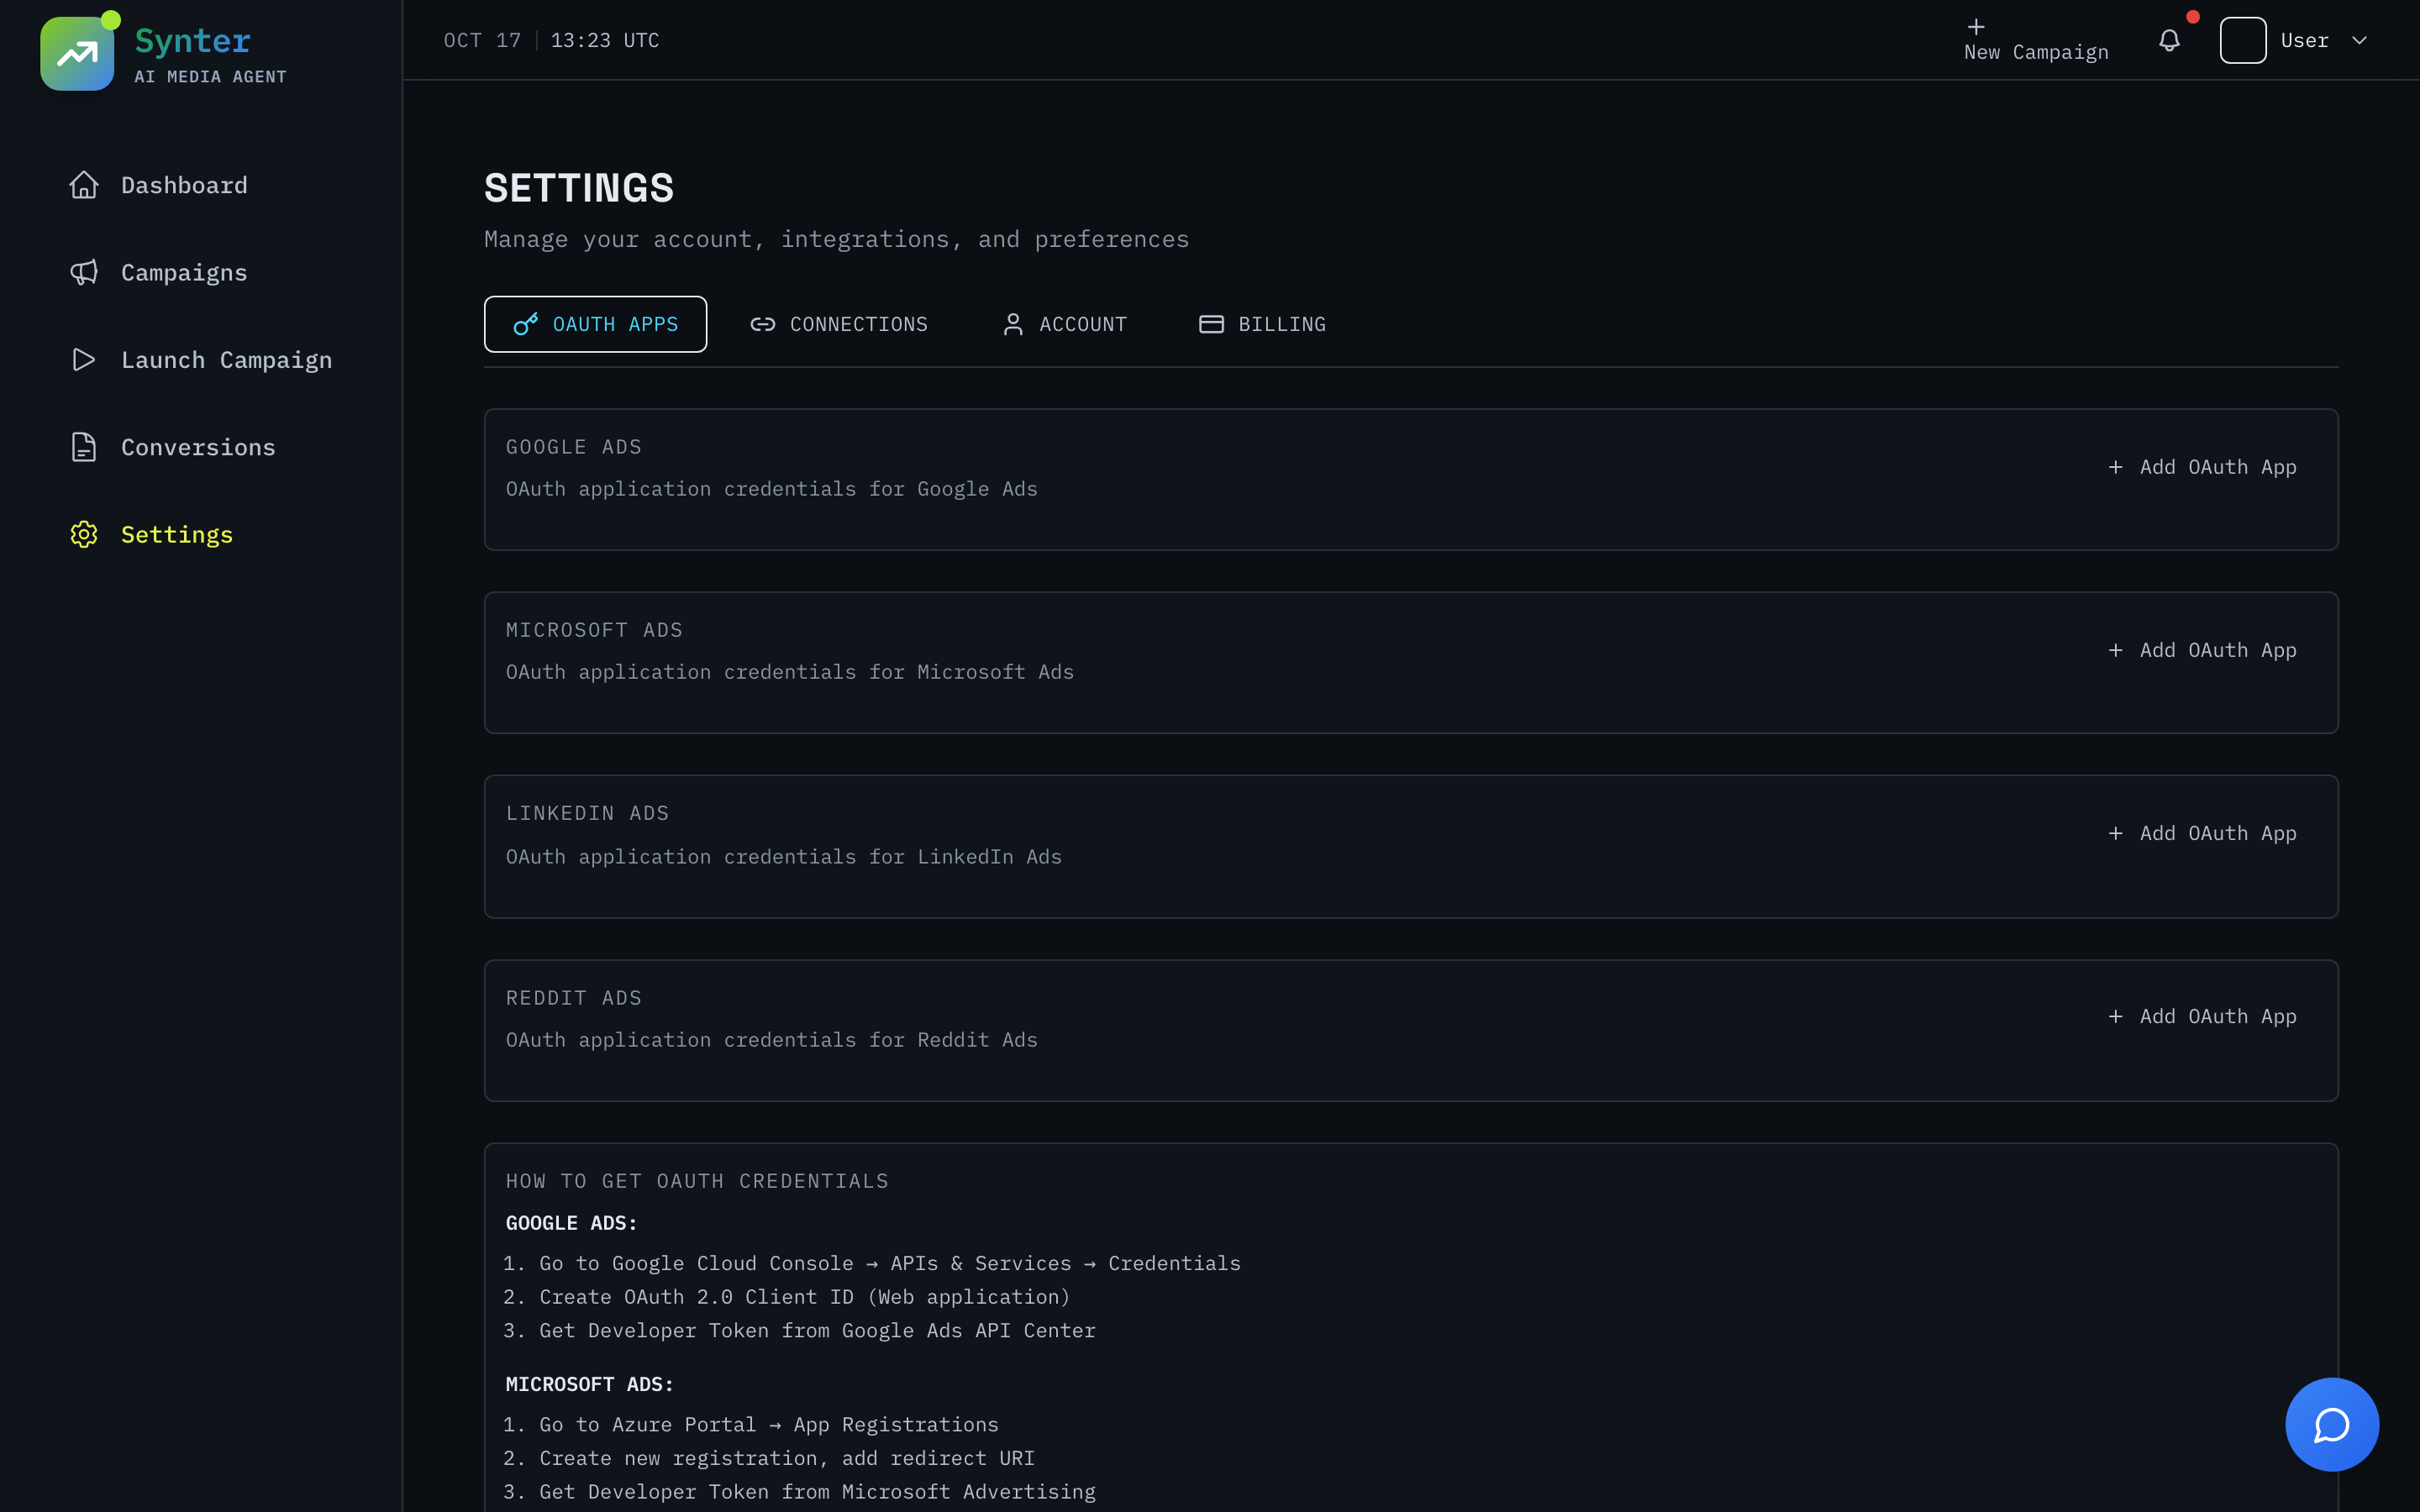 Synter
AI MEDIA AGENT
Dashboard
Campaigns
Launch Campaign
Conversions
Settings
OCT 17 13:23 UTC
New Campaign
User
SETTINGS
Manage your account, integrations, and preferences
OAUTH APPS
CONNECTIONS
ACCOUNT
BILLING
GOOGLE ADS
OAuth application credentials for Google Ads
+ Add OAuth App
MICROSOFT ADS
OAuth application credentials for Microsoft Ads
+ Add OAuth App
LINKEDIN ADS
OAuth application credentials for LinkedIn Ads
+ Add OAuth App
REDDIT ADS
OAuth application credentials for Reddit Ads
+ Add OAuth App
HOW TO GET OAUTH CREDENTIALS
GOOGLE ADS:
1. Go to Google Cloud Console → APIs & Services → Credentials
2. Create OAuth 2.0 Client ID (Web application)
3. Get Developer Token from Google Ads API Center
MICROSOFT ADS:
1. Go to Azure Portal → App Registrations
2. Create new registration, add redirect URI
3. Get Developer Token from Microsoft Advertising